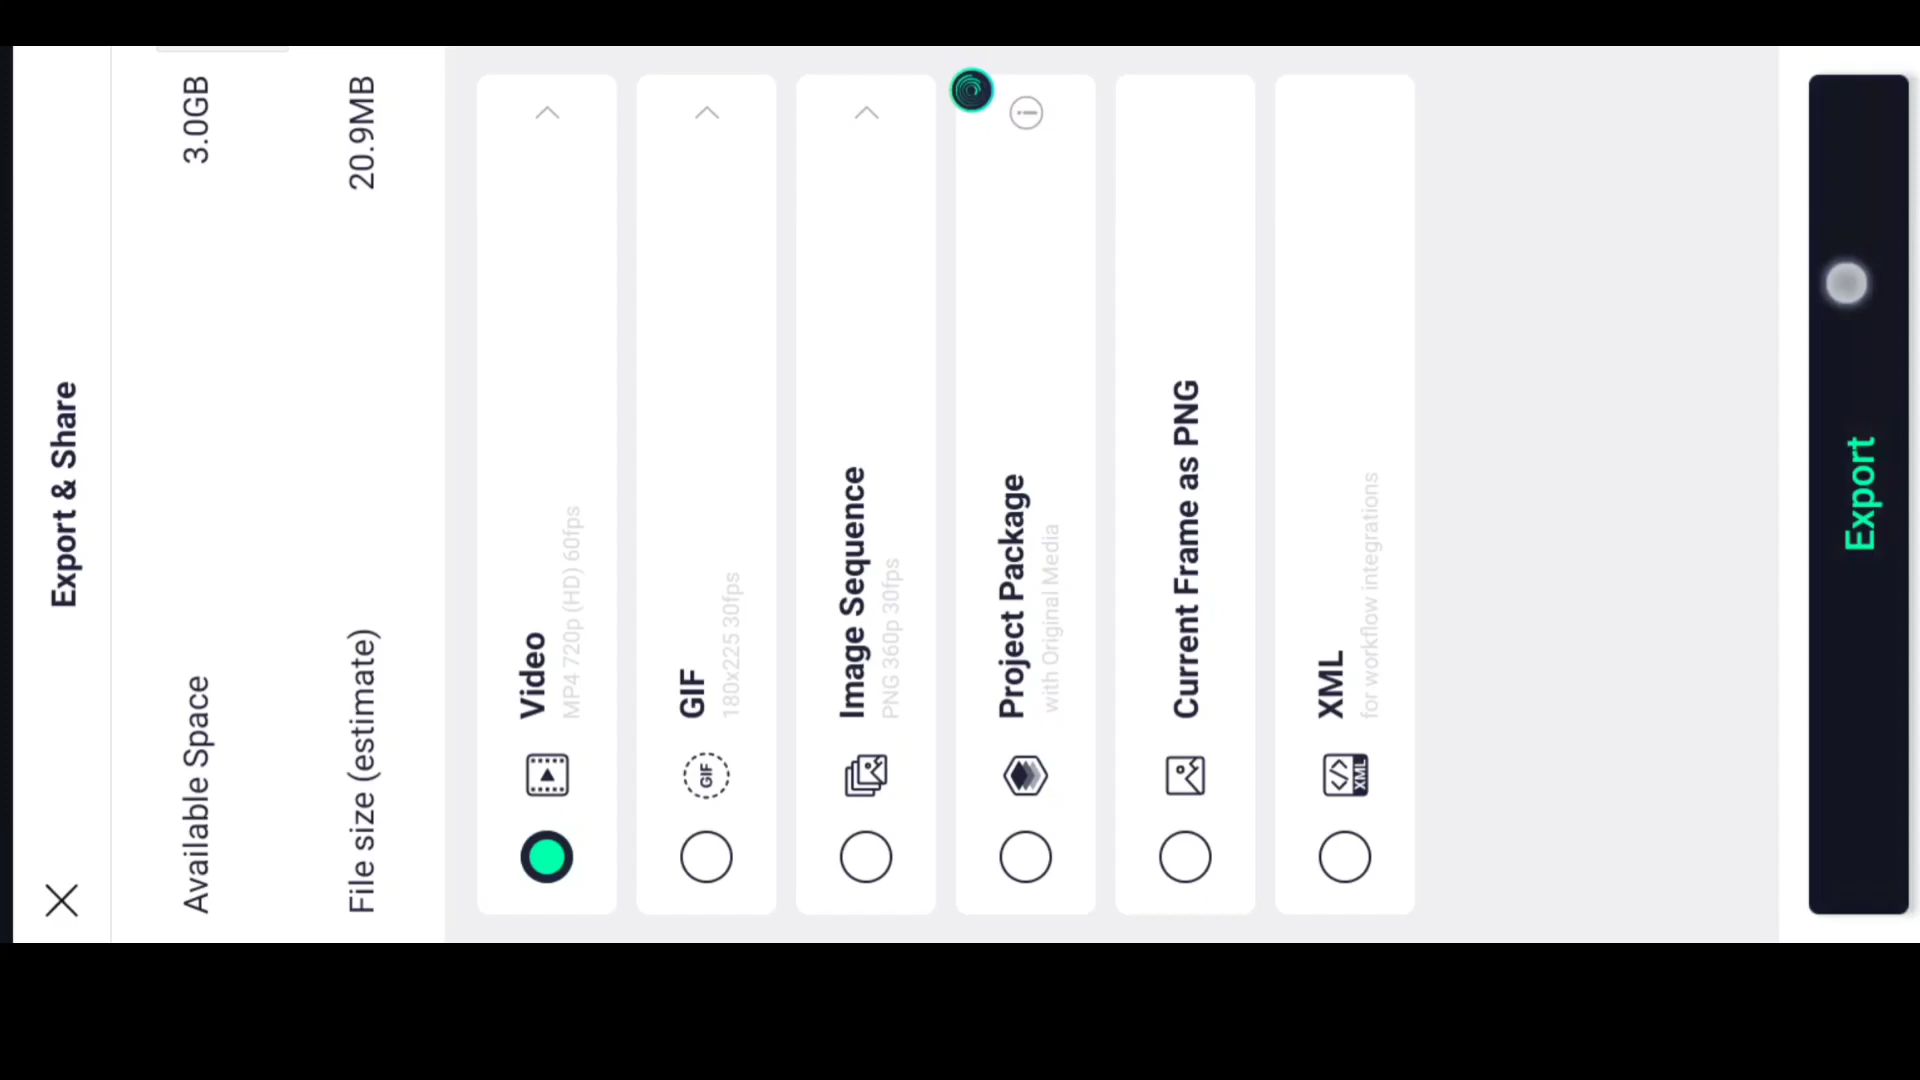 Export & Share
Available Space 3.0GB
File size (estimate) 20.9MB
Video
MP4 720p (HD) 60fps
GIF
GIF
180x225 30fps
Image Sequence
PNG 360p 30fps
Project Package
with Original Media
Current Frame as PNG
XML
XML
for workflow integrations
Export